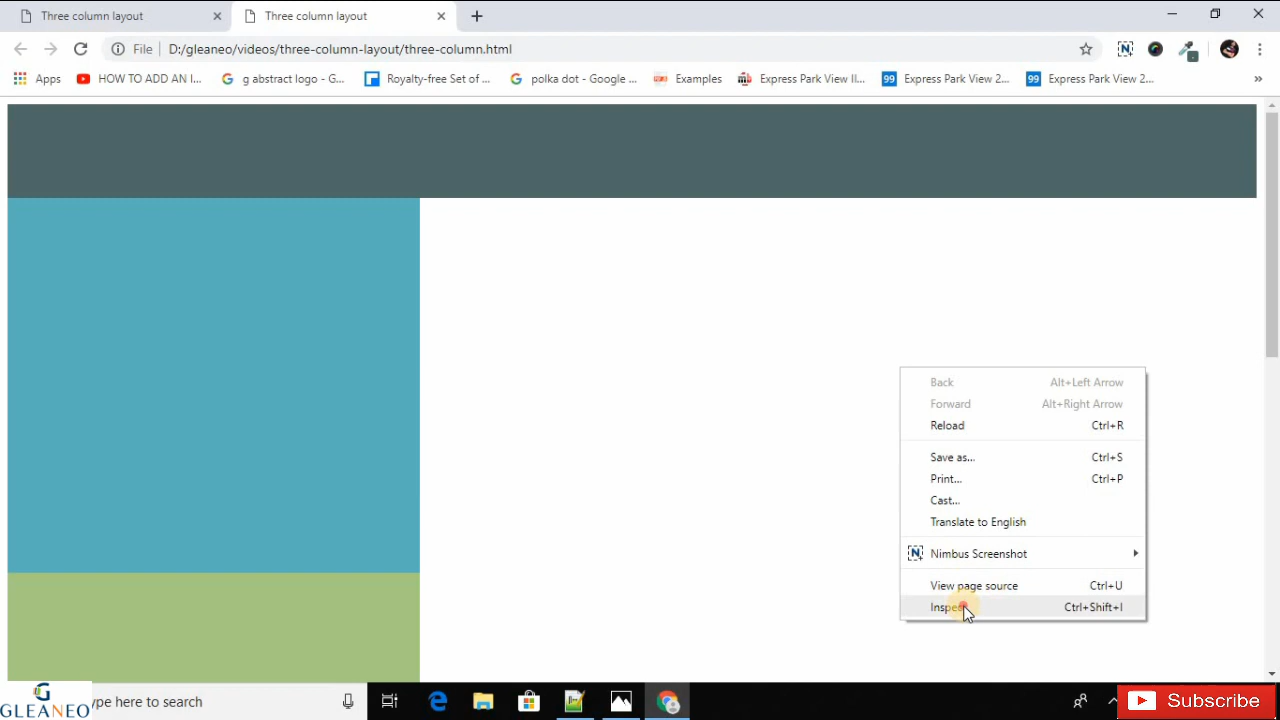 Three column layout
Three column layout
File
D:/gleaneo/videos/three-column-layout/three-column.html
Apps
HOW TO ADD AN I...
g abstract logo - G...
Royalty-free Set of ...
polka dot - Google ...
Examples
Express Park View II...
99 Express Park View 2...
99 Express Park View 2...
Back Alt+Left Arrow
Forward Alt+Right Arrow
Reload Ctrl+R
Save as... Ctrl+S
Print... Ctrl+P
Cast...
Translate to English
N Nimbus Screenshot
View page source Ctrl+U
Ctrl+Shift+I
G
GLEANEO
ype here to search
Subscribe